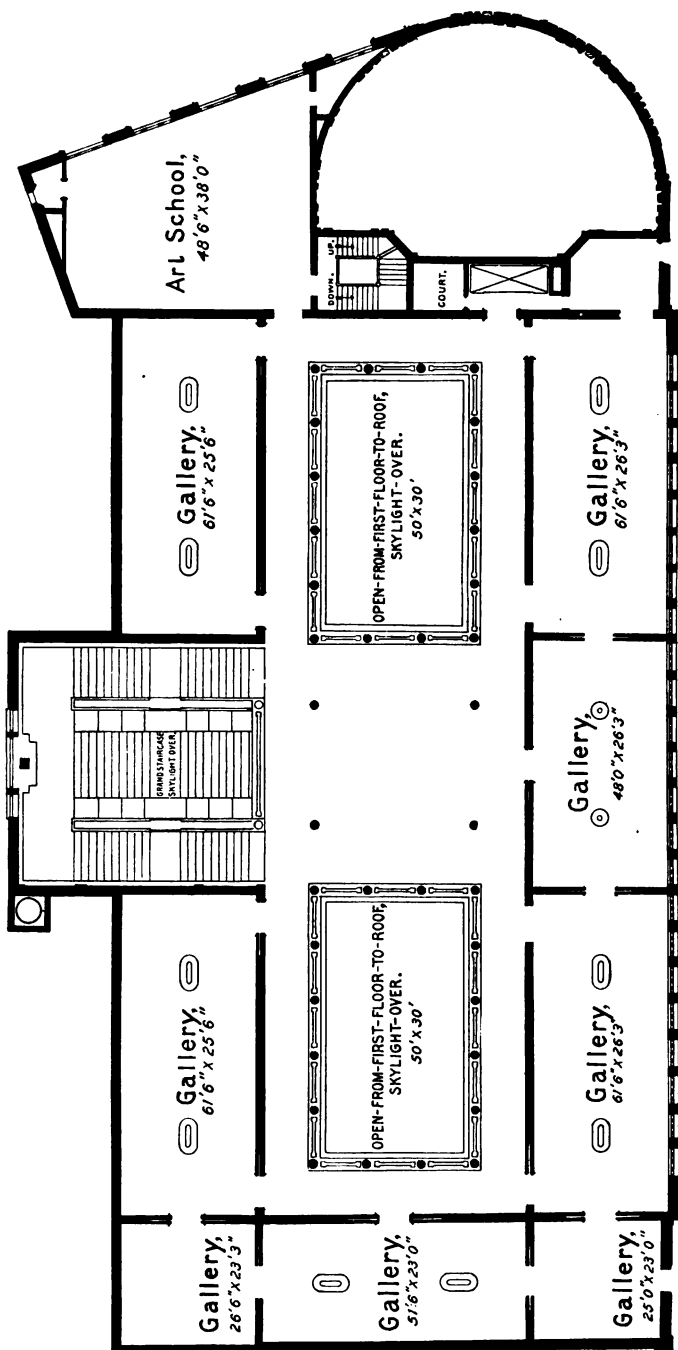 Art School,
48'6"X38'0"
DOWN.
UP.
COURT.
Gallery,
61'6"X 25'6"
OPEN-FROM-FIRST-FLOOR-TO-ROOF,
SKYLIGHT-OVER.
50'X30'
Gallery,
61'6"X 26'3"
GRAND STAIRCASE
SKYLIGHT OVER.
Gallery,
48'0"X26'3"
Gallery,
61'6"X 25'6"
OPEN-FROM-FIRST-FLOOR-TO-ROOF,
SKYLIGHT-OVER.
50'X30'
Gallery,
61'6"X26'3"
Gallery,
26'6"X23'3"
Gallery,
51'6"X23'0"
Gallery,
25'0"X23'0"